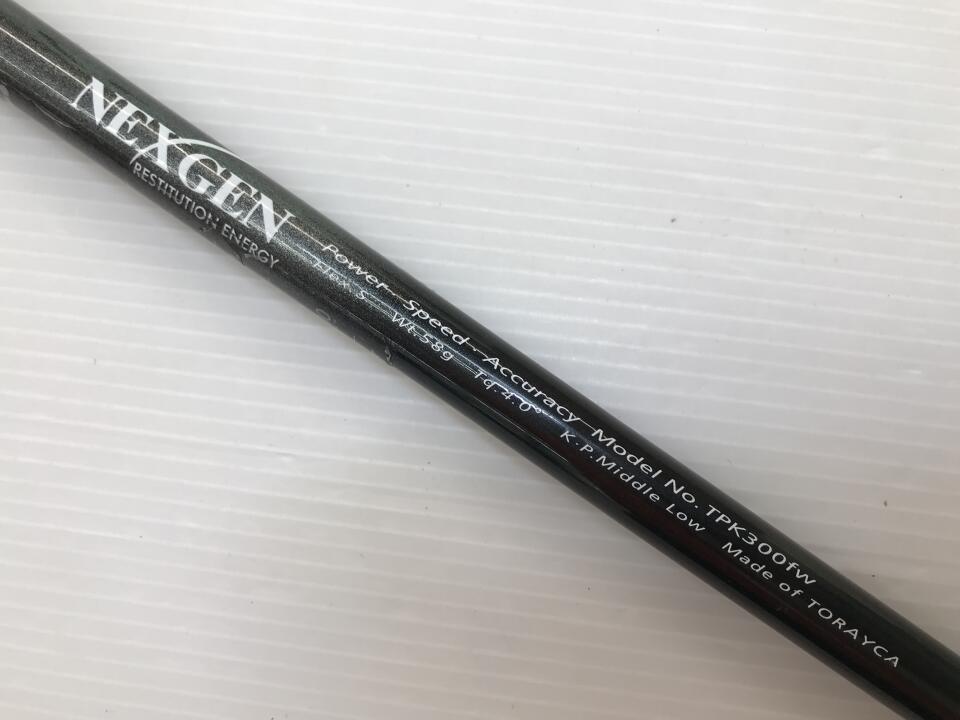 NEXGEN
RESTITUTION ENERGY
Power Speed Accuracy Model No. TPK300fw
Flex.S Wt.58g Tq.4.0° K.P.Middle Low Made of TORAYCA